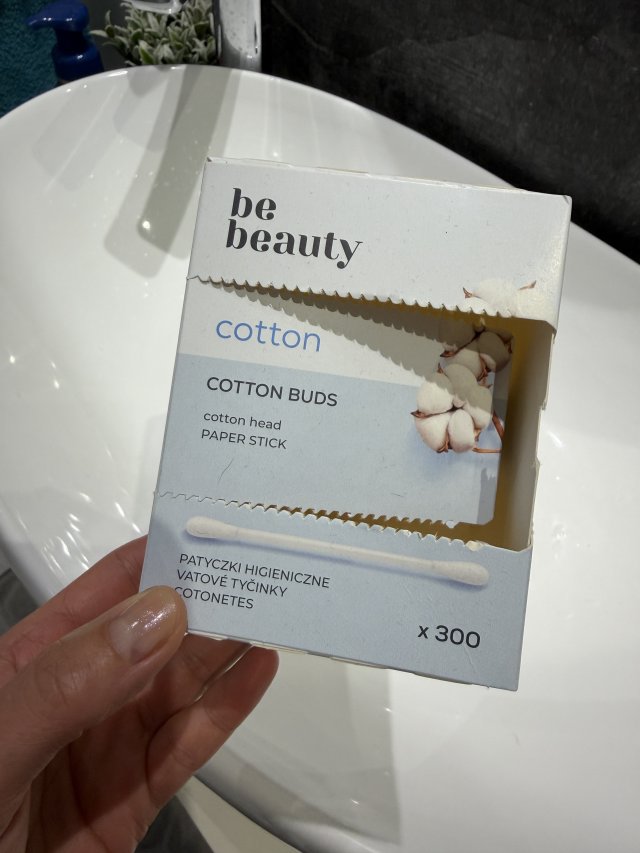 be
beauty
cotton
COTTON BUDS
cotton head
PAPER STICK
PATYCZKI HIGIENICZNE
VATOVÉ TYČINKY
COTONETES
x 300